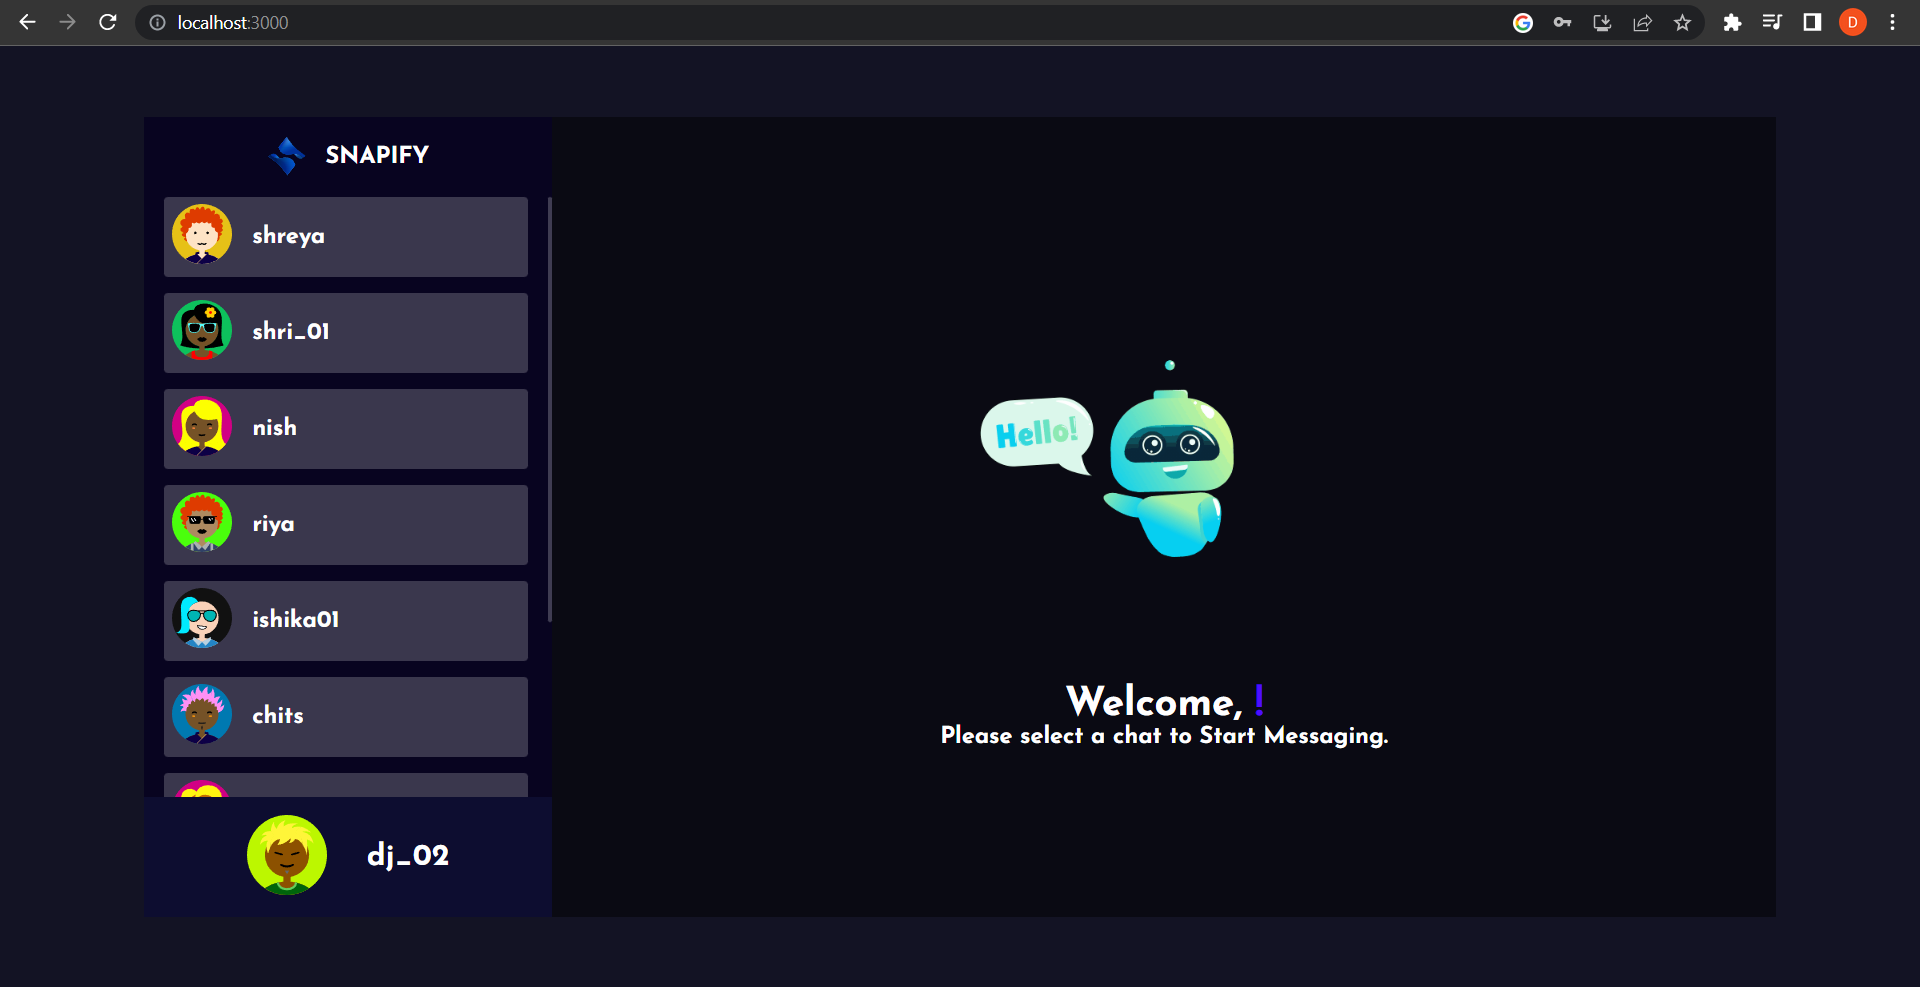 localhost:3000
D
SNAPIFY
shreya
shri_01
nish
riya
ishika01
chits
dj_02
Hello!
Welcome, !
Please select a chat to Start Messaging.